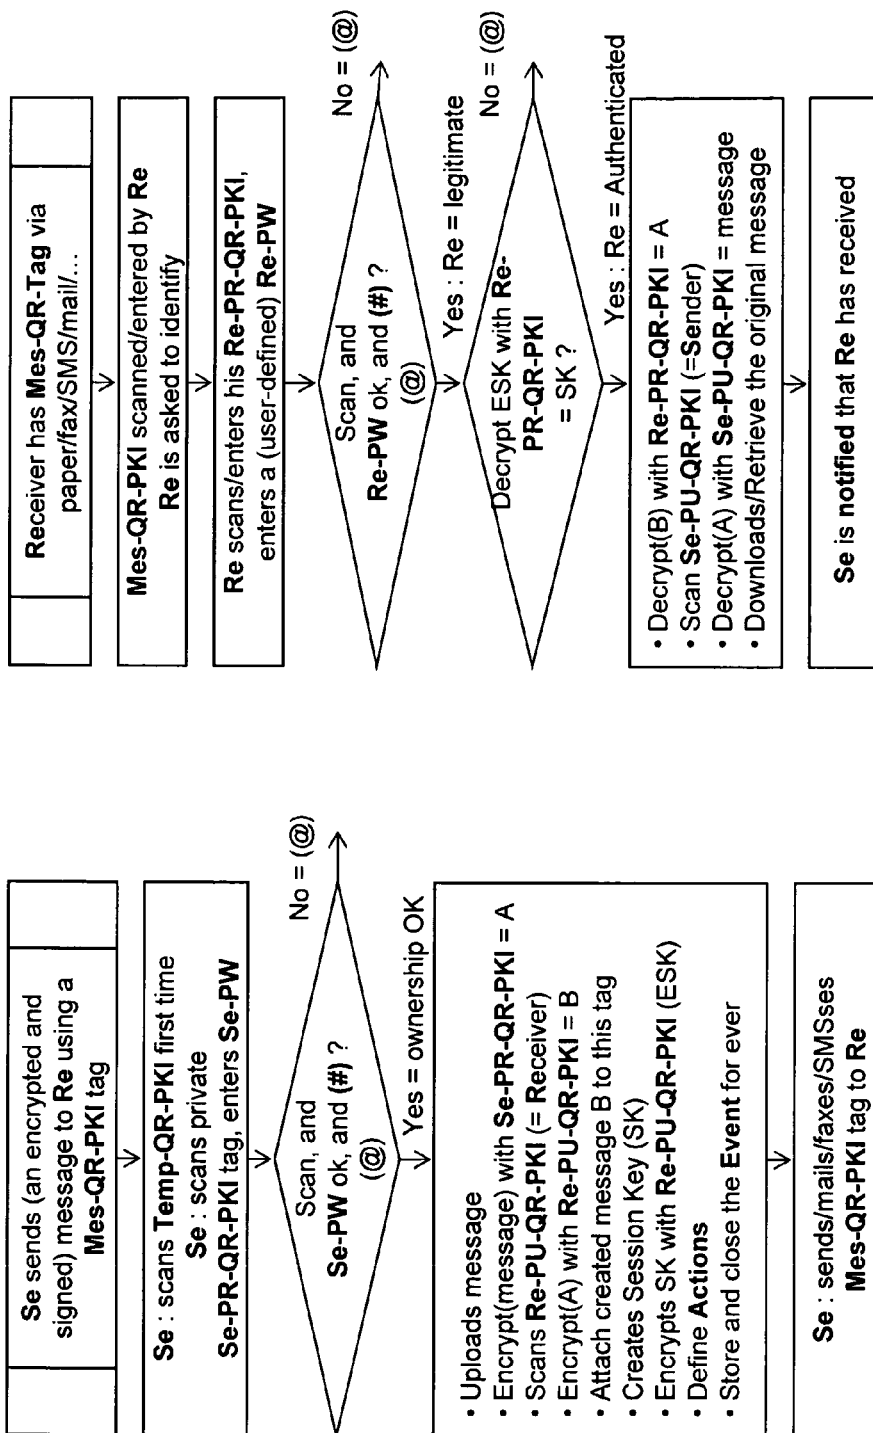 Se sends (an encrypted and
signed) message to Re using a
Mes-QR-PKI tag
Se : scans Temp-QR-PKI first time
Se : scans private
Se-PR-QR-PKI tag, enters Se-PW
Scan, and
Se-PW ok, and (#) ?
(@)
No = (@)
Yes = ownership OK
• Uploads message
• Encrypt(message) with Se-PR-QR-PKI = A
• Scans Re-PU-QR-PKI (= Receiver)
• Encrypt(A) with Re-PU-QR-PKI = B
• Attach created message B to this tag
• Creates Session Key (SK)
• Encrypts SK with Re-PU-QR-PKI (ESK)
• Define Actions
• Store and close the Event for ever
Se : sends/mails/faxes/SMSses
Mes-QR-PKI tag to Re
Receiver has Mes-QR-Tag via
paper/fax/SMS/mail/...
Mes-QR-PKI scanned/entered by Re
Re is asked to identify
Re scans/enters his Re-PR-QR-PKI,
enters a (user-defined) Re-PW
Scan, and
Re-PW ok, and (#) ?
(@)
No = (@)
Yes : Re = legitimate
Decrypt ESK with Re-
PR-QR-PKI
= SK ?
No = (@)
Yes : Re = Authenticated
• Decrypt(B) with Re-PR-QR-PKI = A
• Scan Se-PU-QR-PKI (=Sender)
• Decrypt(A) with Se-PU-QR-PKI = message
• Downloads/Retrieve the original message
Se is notified that Re has received